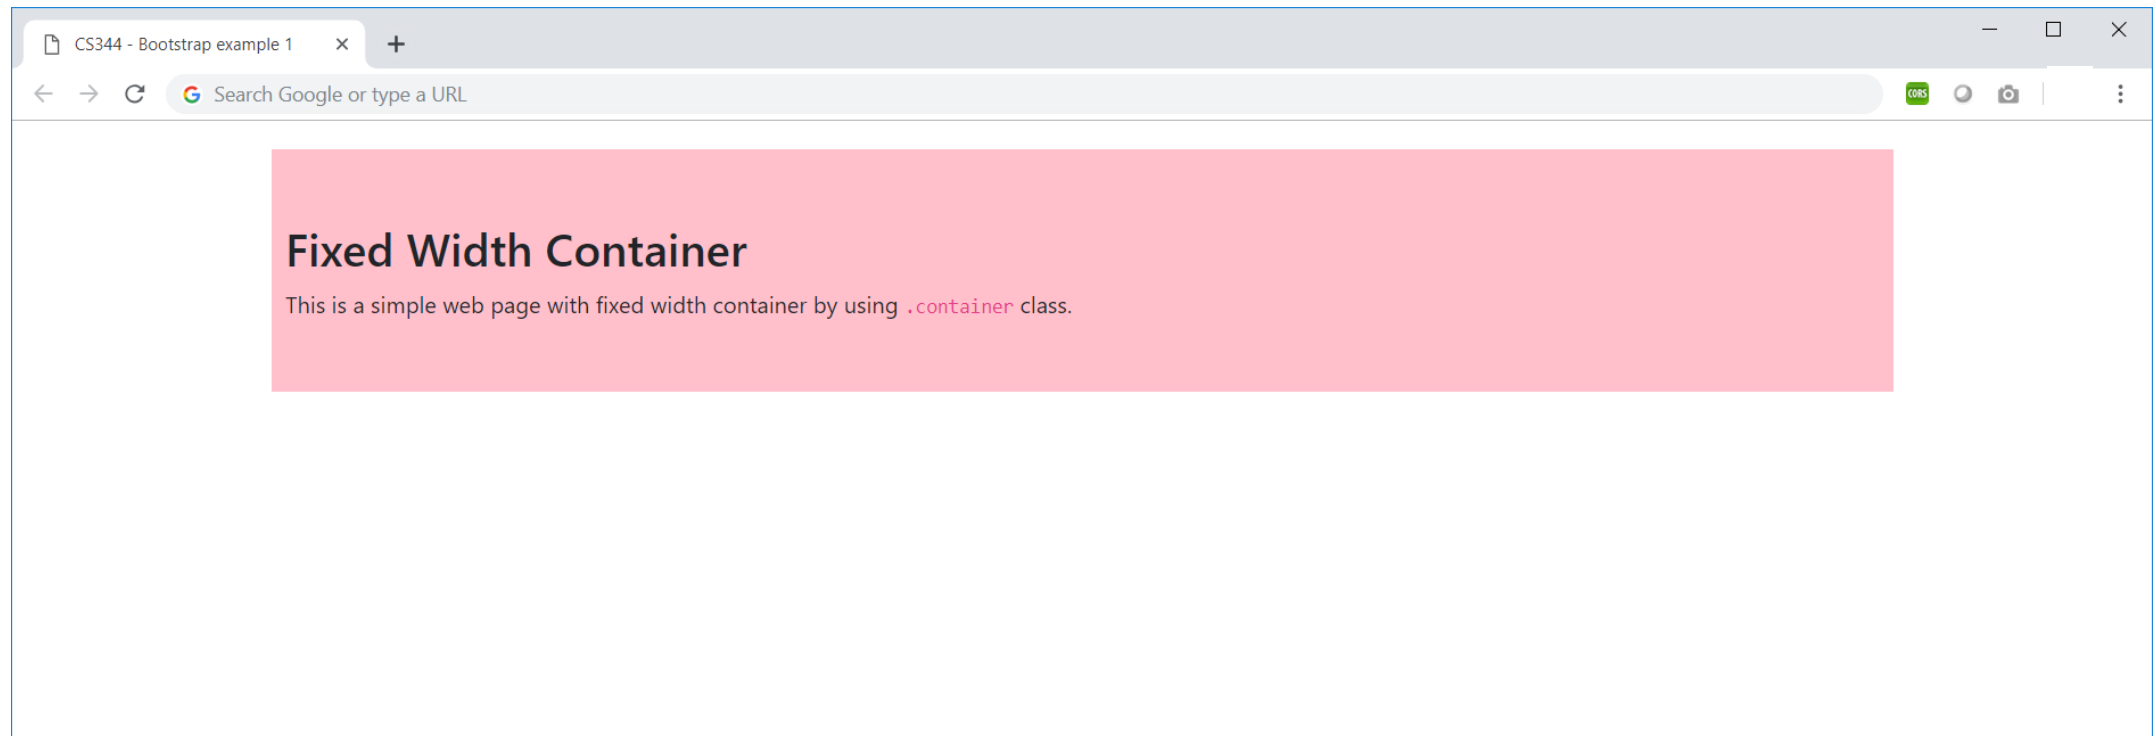 CS344 - Bootstrap example 1
Search Google or type a URL
CORS
Fixed Width Container
This is a simple web page with fixed width container by using .container class.